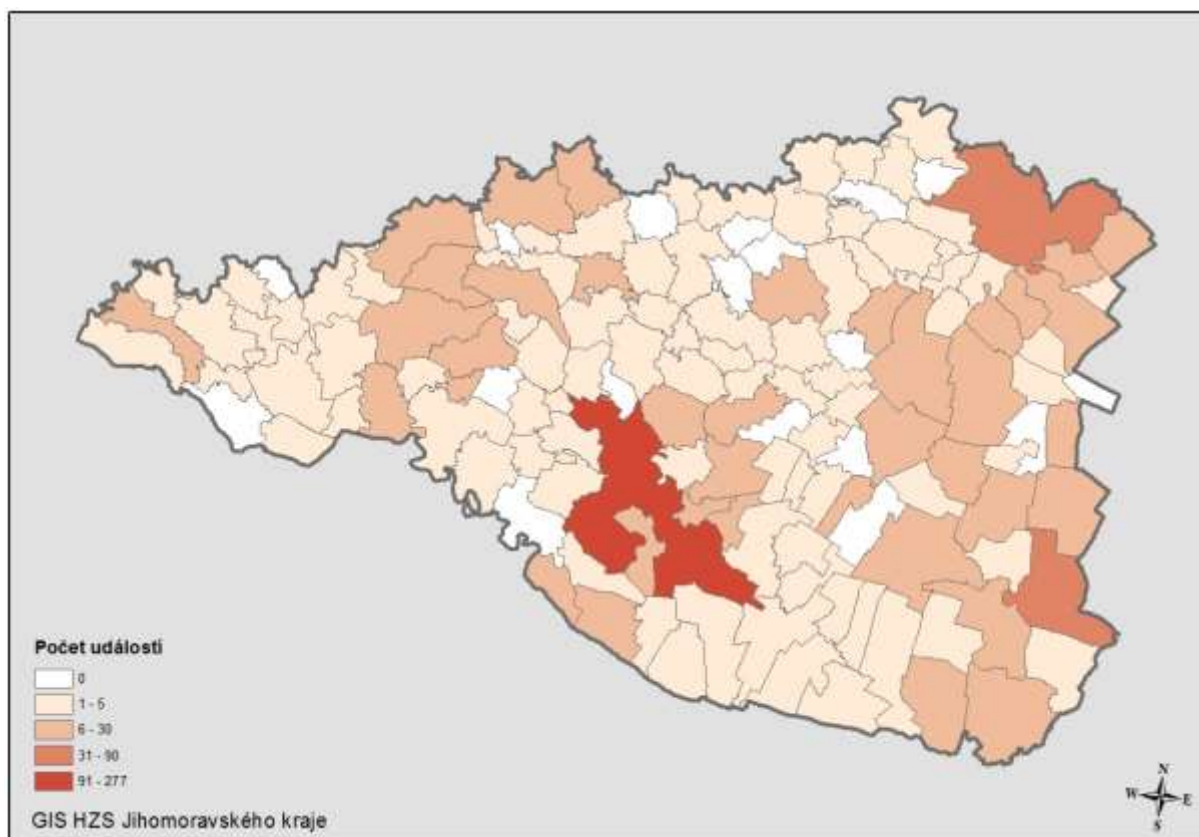 Počet událostí
0
1 - 5
6 - 30
31 - 90
91 - 277
GIS HZS Jihomoravského kraje
N
W E
S